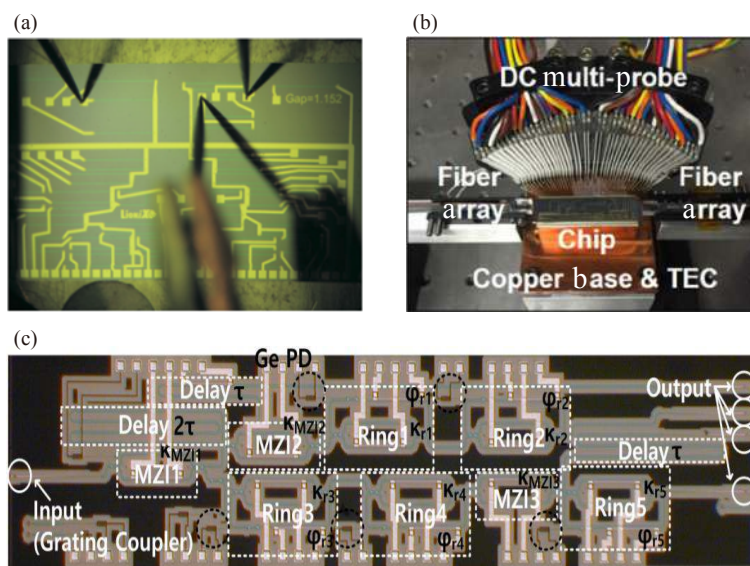 (a)
Gap=1.152
(b)
DC multi-probe
Fiber
array
Fiber
array
Chip
Copper base & TEC
(c)
Ge PD
Delay τ
φr1
φr2
Output
Delay 2τ
κMZI2
κr1
κr2
κMZI1
MZI2
Ring1
Ring2
Delay τ
MZI1
κr3
κr4
κMZI3
κr5
Input
(Grating Coupler)
Ring3
Ring4
MZI3
Ring5
φr3
φr4
φr5